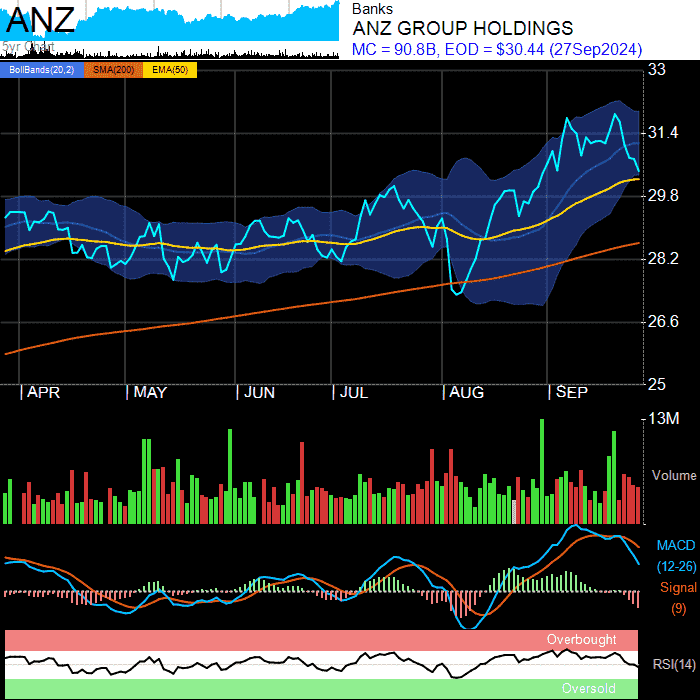 ANZ
5yr Chart
Banks
ANZ GROUP HOLDINGS
MC = 90.8B, EOD = $30.44 (27Sep2024)
BollBands(20,2) SMA(200) EMA(50)
33
31.4
29.8
28.2
26.6
25
APR MAY JUN JUL AUG SEP
13M
Volume
MACD
(12-26)
Signal
(9)
Overbought
RSI(14)
Oversold